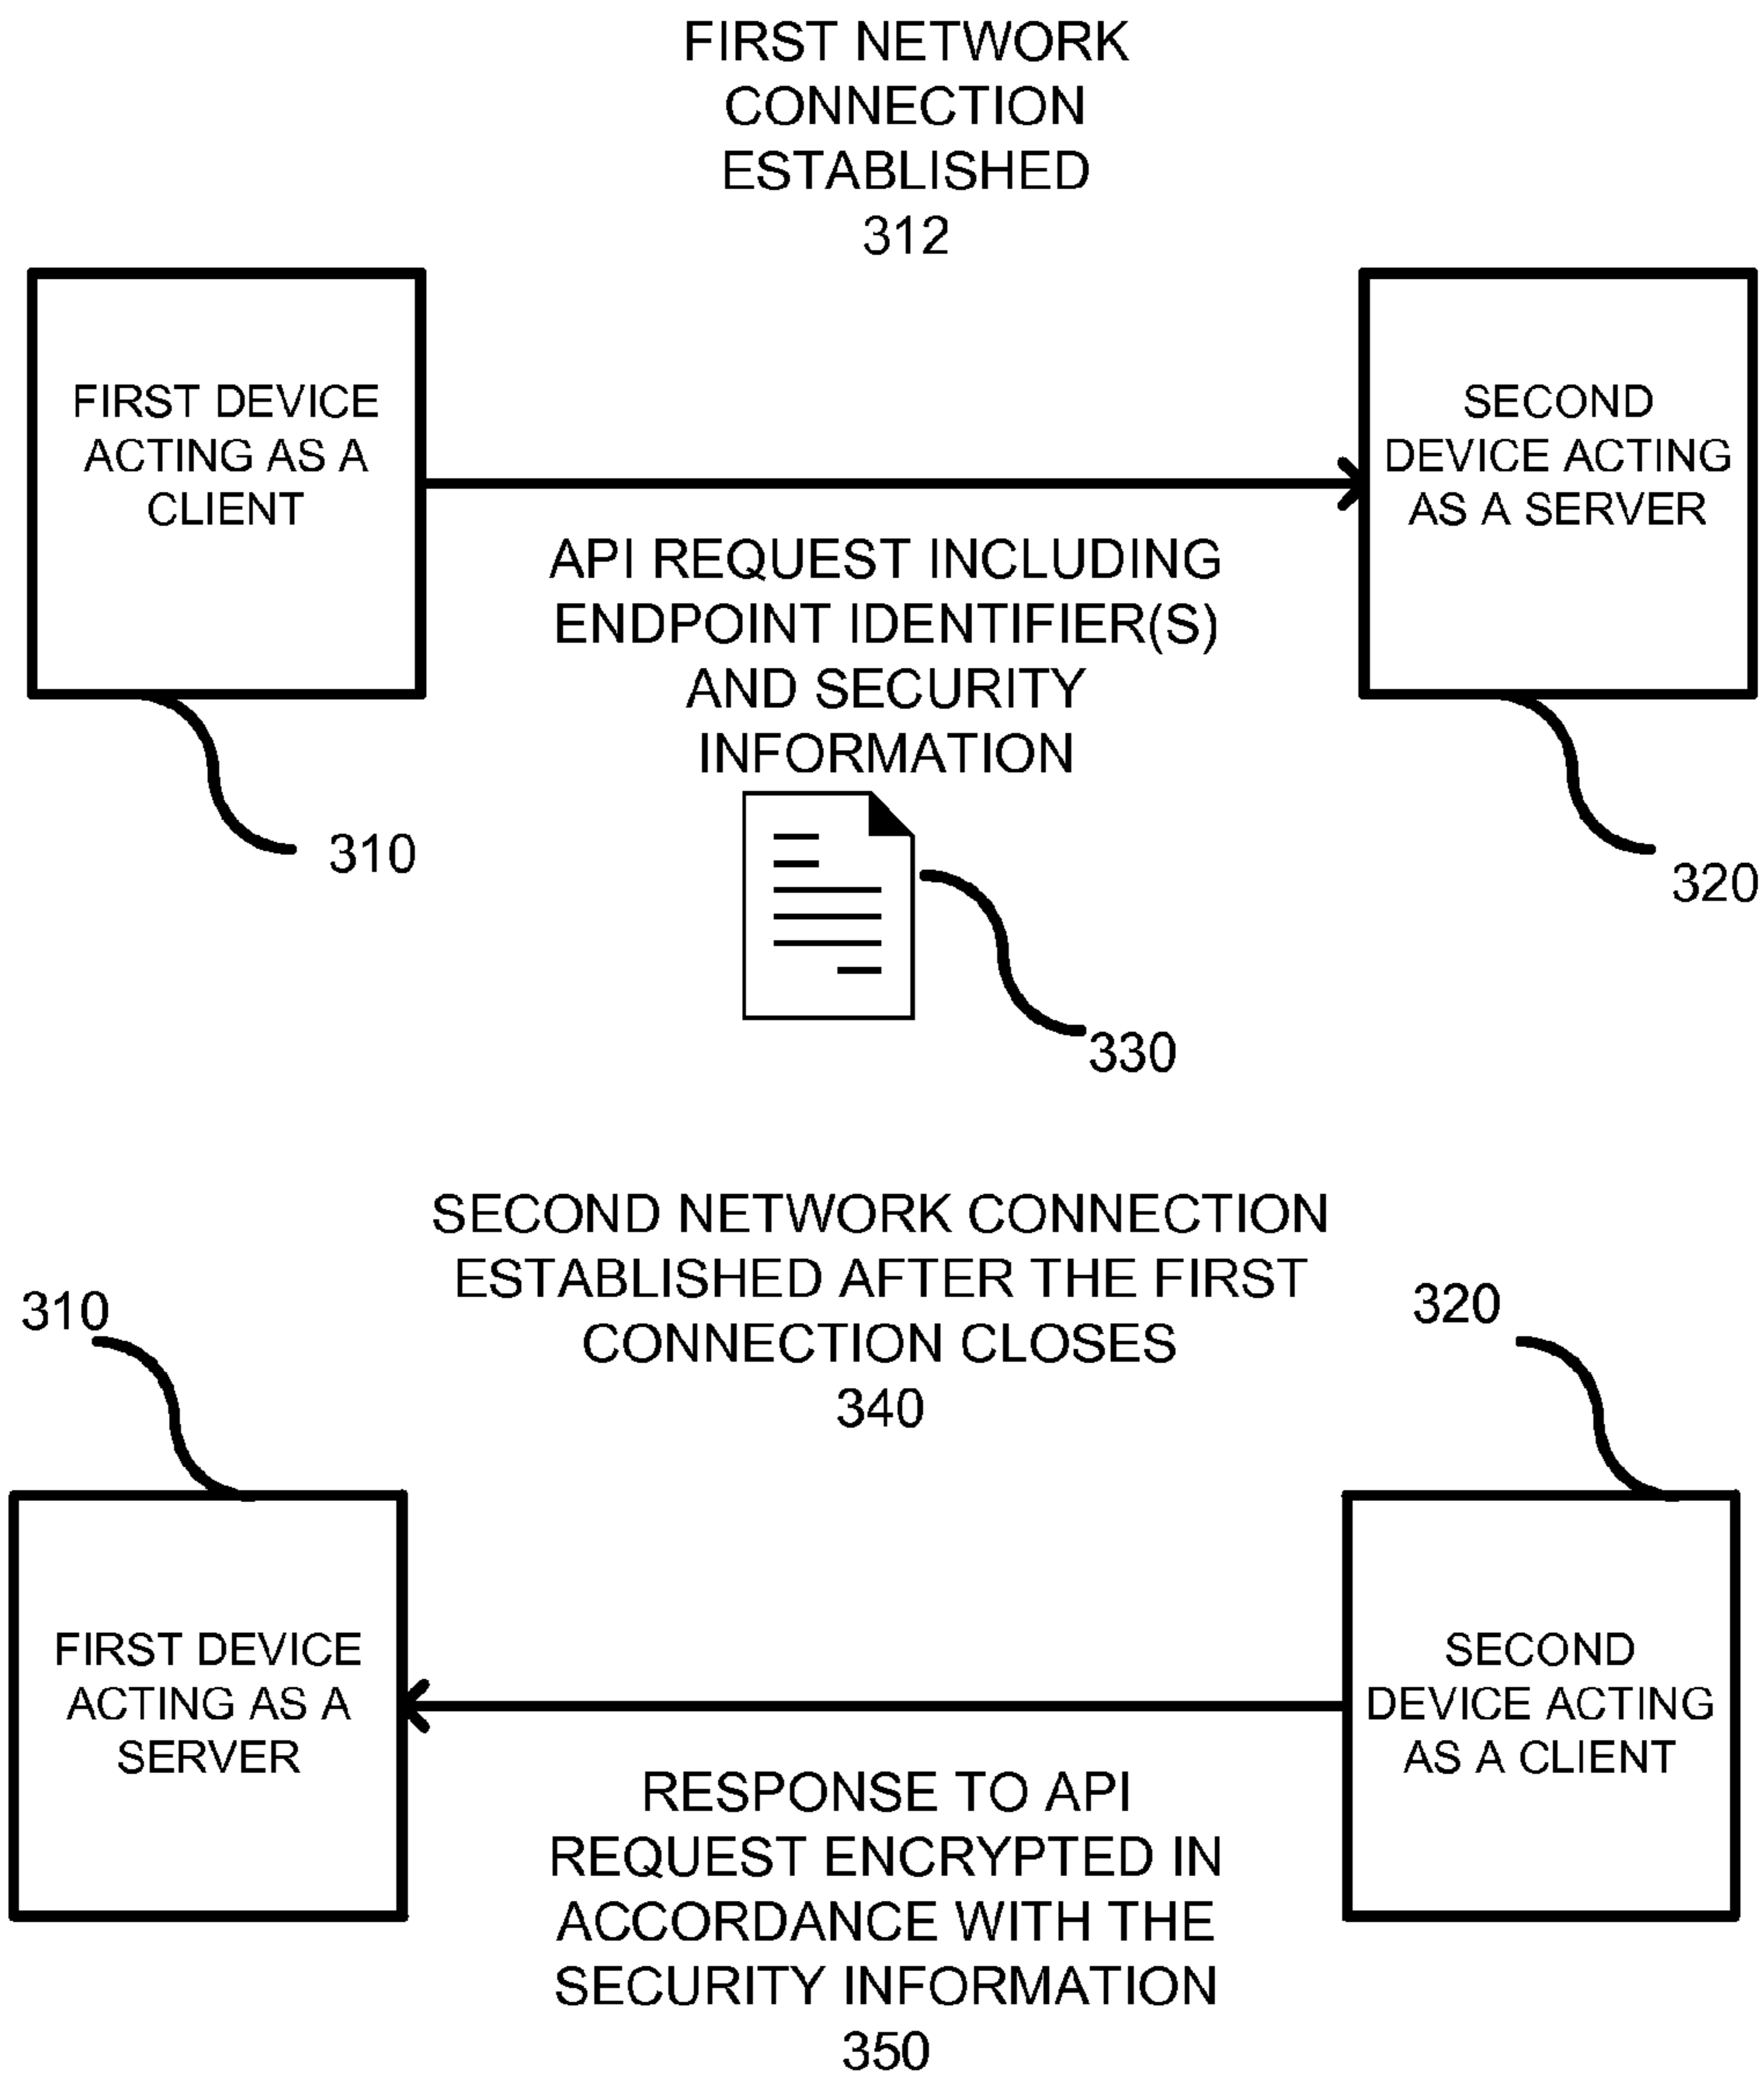 FIRST NETWORK
CONNECTION
ESTABLISHED
312
FIRST DEVICE
ACTING AS A
CLIENT
SECOND
DEVICE ACTING
AS A SERVER
API REQUEST INCLUDING
ENDPOINT IDENTIFIER(S)
AND SECURITY
INFORMATION
310
320
330
SECOND NETWORK CONNECTION
ESTABLISHED AFTER THE FIRST
CONNECTION CLOSES
340
310
320
FIRST DEVICE
ACTING AS A
SERVER
SECOND
DEVICE ACTING
AS A CLIENT
RESPONSE TO API
REQUEST ENCRYPTED IN
ACCORDANCE WITH THE
SECURITY INFORMATION
350